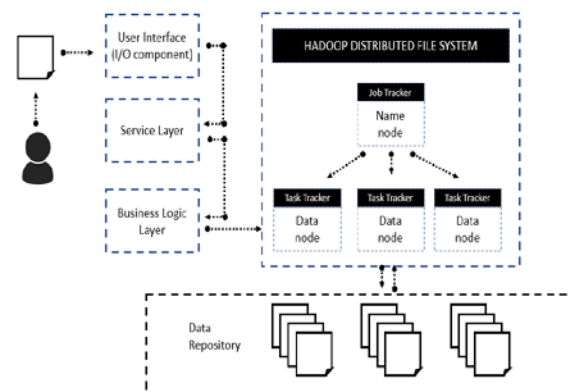 User Interface
(I/O component)
Service Layer
Business Logic
Layer
HADOOP DISTRIBUTED FILE SYSTEM
Job Tracker
Name
node
Task Tracker
Data
node
Task Tracker
Data
node
Task Tracker
Data
node
Data
Repository